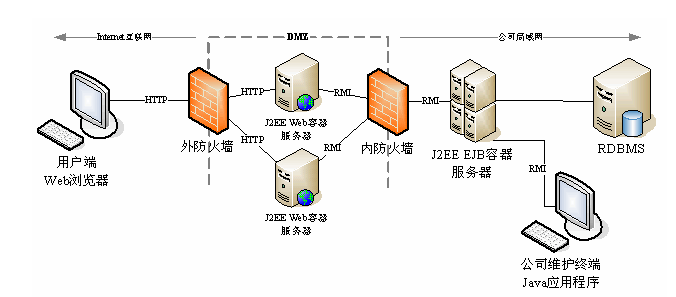 Internet互联网
DMZ
公司局域网
HTTP
HTTP
RMI
RMI
J2EE Web容器
服务器
HTTP
RMI
用户端
Web浏览器
外防火墙
内防火墙
J2EE EJB容器
服务器
RDBMS
RMI
J2EE Web容器
服务器
公司维护终端
Java应用程序